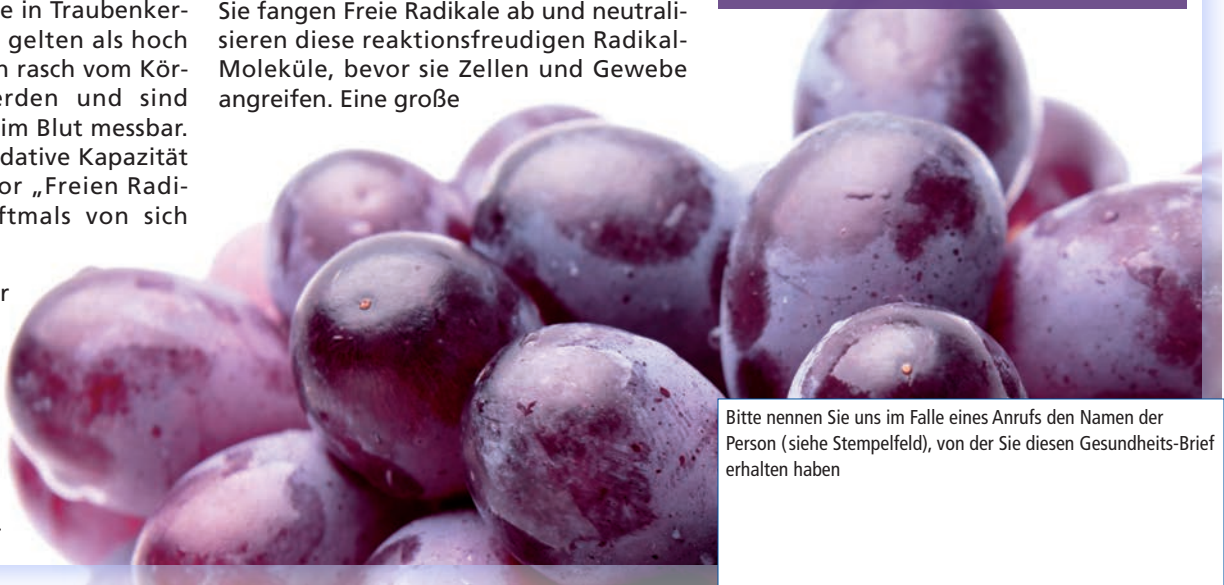 e in Traubenker-
gelten als hoch
n rasch vom Kör-
erden und sind
im Blut messbar.
dative Kapazität
or „Freien Radi-
ftmals von sich
r
Sie fangen Freie Radikale ab und neutrali-
sieren diese reaktionsfreudigen Radikal-
Moleküle, bevor sie Zellen und Gewebe
angreifen. Eine große
Bitte nennen Sie uns im Falle eines Anrufs den Namen der
Person (siehe Stempelfeld), von der Sie diesen Gesundheits-Brief
erhalten haben